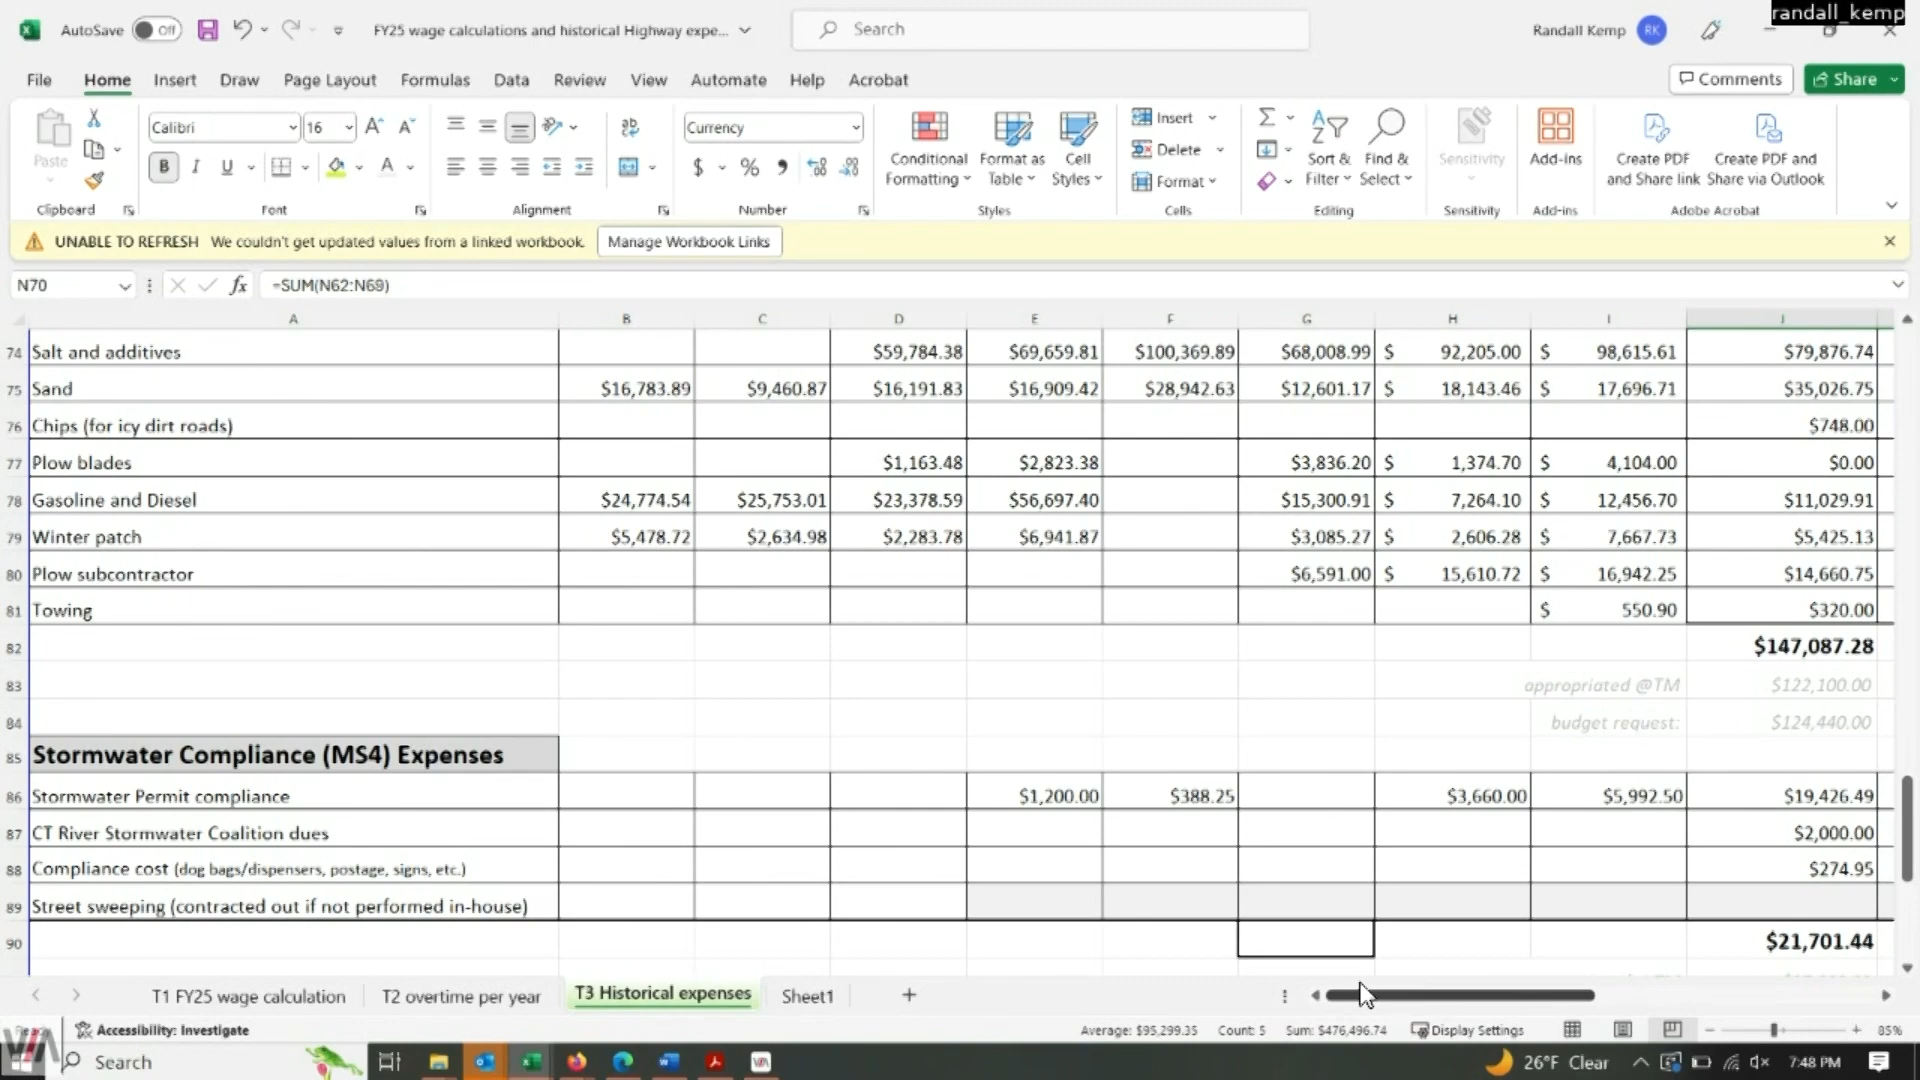 randall_kemp
AutoSave Off FY25 wage calculations and historical Highway expe... Search Randall Kemp RK
File Home Insert Draw Page Layout Formulas Data Review View Automate Help Acrobat Comments Share
Paste Calibri 16 Currency Conditional Formatting Format as Table Cell Styles Insert Delete Format Sort & Filter Find & Select Sensitivity Add-ins Create PDF and Share link Create PDF and Share via Outlook
Clipboard Font Alignment Number Styles Cells Editing Sensitivity Add-ins Adobe Acrobat
UNABLE TO REFRESH We couldn't get updated values from a linked workbook. Manage Workbook Links
N70 fx =SUM(N62:N69)
A B C D E F G H I J
74 Salt and additives $59,784.38 $69,659.81 $100,369.89 $68,008.99 $ 92,205.00 $ 98,615.61 $79,876.74
75 Sand $16,783.89 $9,460.87 $16,191.83 $16,909.42 $28,942.63 $12,601.17 $ 18,143.46 $ 17,696.71 $35,026.75
76 Chips (for icy dirt roads) $748.00
77 Plow blades $1,163.48 $2,823.38 $3,836.20 $ 1,374.70 $ 4,104.00 $0.00
78 Gasoline and Diesel $24,774.54 $25,753.01 $23,378.59 $56,697.40 $15,300.91 $ 7,264.10 $ 12,456.70 $11,029.91
79 Winter patch $5,478.72 $2,634.98 $2,283.78 $6,941.87 $3,085.27 $ 2,606.28 $ 7,667.73 $5,425.13
80 Plow subcontractor $6,591.00 $ 15,610.72 $ 16,942.25 $14,660.75
81 Towing $ 550.90 $320.00
82 $147,087.28
83 appropriated @TM $122,100.00
84 budget request: $124,440.00
85 Stormwater Compliance (MS4) Expenses
86 Stormwater Permit compliance $1,200.00 $388.25 $3,660.00 $5,992.50 $19,426.49
87 CT River Stormwater Coalition dues $2,000.00
88 Compliance cost (dog bags/dispensers, postage, signs, etc.) $274.95
89 Street sweeping (contracted out if not performed in-house)
90 $21,701.44
T1 FY25 wage calculation T2 overtime per year T3 Historical expenses Sheet1
Accessibility: Investigate Average: $95,299.35 Count: 5 Sum: $476,496.74 Display Settings 85%
Search 26°F Clear 7:48 PM